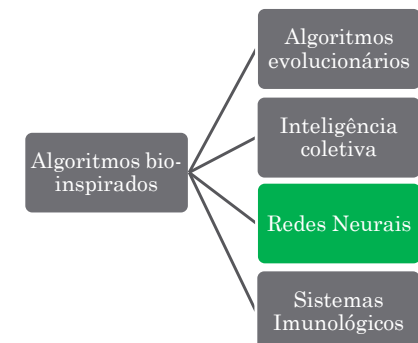 Algoritmos
evolucionários
Inteligência
coletiva
Algoritmos bio-
inspirados
Redes Neurais
Sistemas
Imunológicos